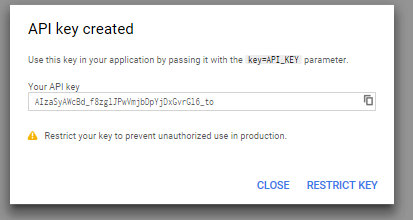 API key created
Use this key in your application by passing it with the key=API_KEY parameter.
Your API key
AIzaSyAWcBd_f8zglJPwVmjbOpYjDxGvrGl6_to
Restrict your key to prevent unauthorized use in production.
CLOSE RESTRICT KEY